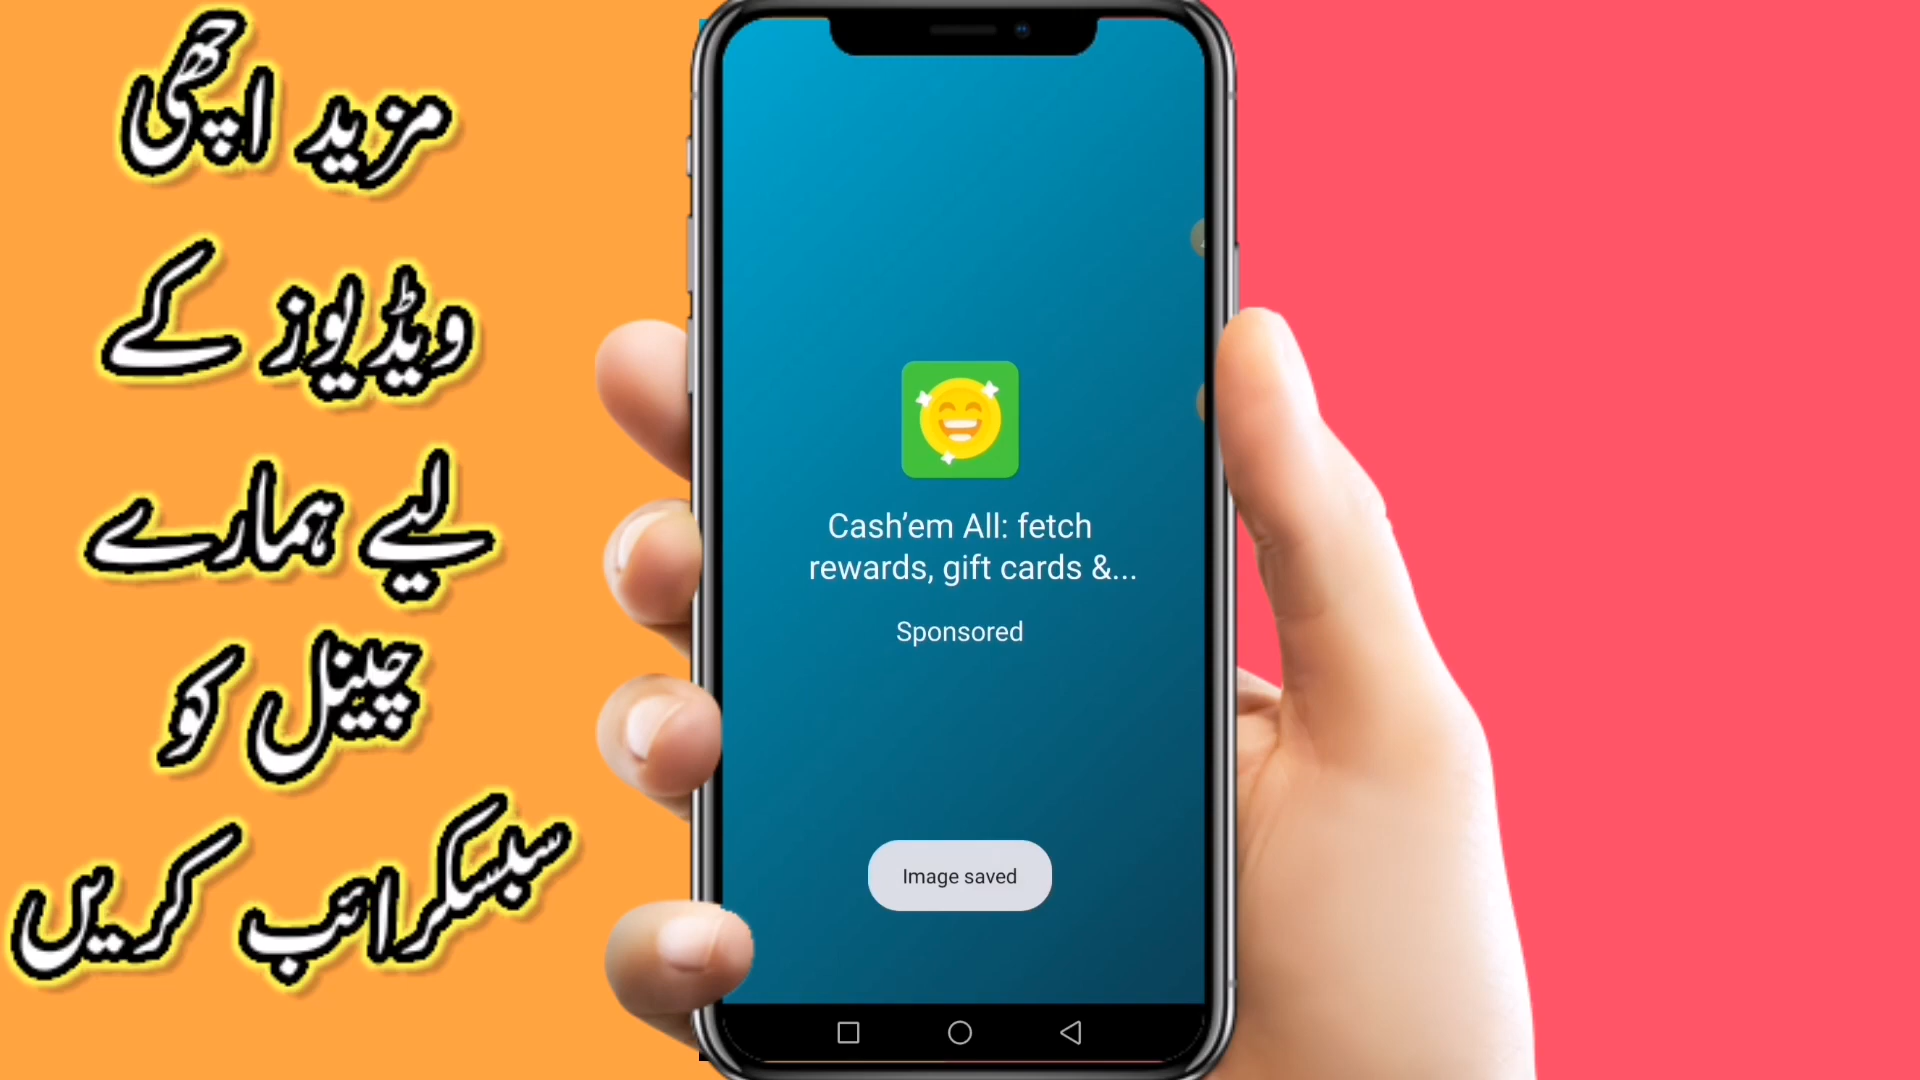 مزید اچھی
ویڈیوز کے
لیے ہمارے
چینل کو
سبسکرائب کریں
Cash’em All: fetch
rewards, gift cards &...
Sponsored
Image saved